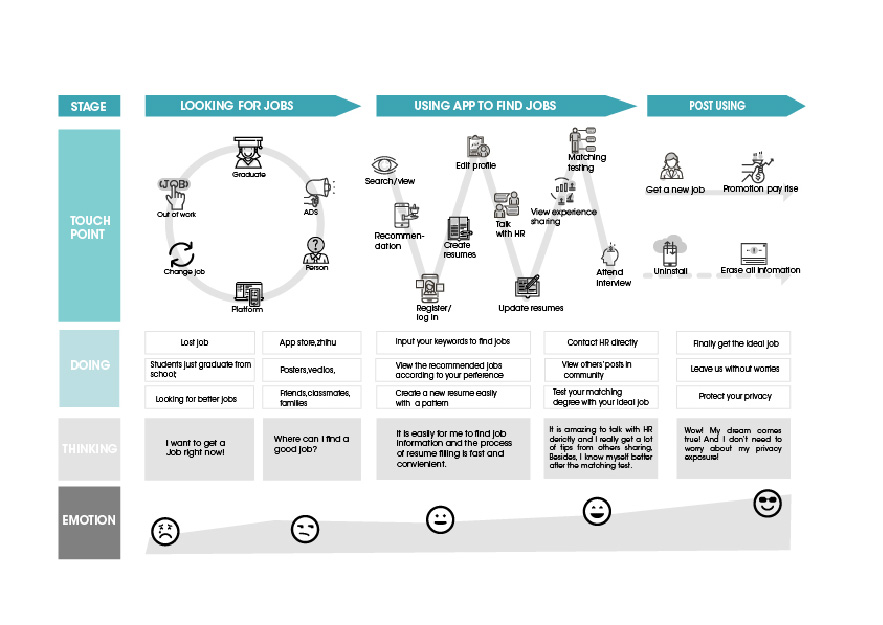 STAGE
LOOKING FOR JOBS
USING APP TO FIND JOBS
POST USING
TOUCH
POINT
Graduate
JOB
Out of work
ADS
Change job
Person
Platform
Search/view
Recommen-
dation
Register/
log in
Create
resumes
Edit profile
Talk
with HR
Update resumes
View experience
sharing
Matching
testing
Attend
interview
Get a new job
Promotion pay rise
Uninstall
Erase all infomation
DOING
Lost job
Students just graduate from
school;
Looking for better jobs
App store,zhihu
Posters,vedios,
Friends,classmates,
families
Input your keywords to find jobs
View the recommended jobs
according to your perference
Create a new resume easily
with a pattern
Contact HR directly
View others'posts in
community
Test your matching
degree with your ideal job
Finally get the ideal job
Leave us without worries
Protect your privacy
THINKING
I want to get a
Job right now!
Where can I find a
good job?
It is easily for me to find job
information and the process
of resume filing is fast and
convienient.
It is amazing to talk with HR
derictly and I really get a lot
of tips from others sharing,
Besides, I know myself better
after the matching test.
Wow! My dream comes
true! And I don't need to
worry about my privacy
exposure!
EMOTION